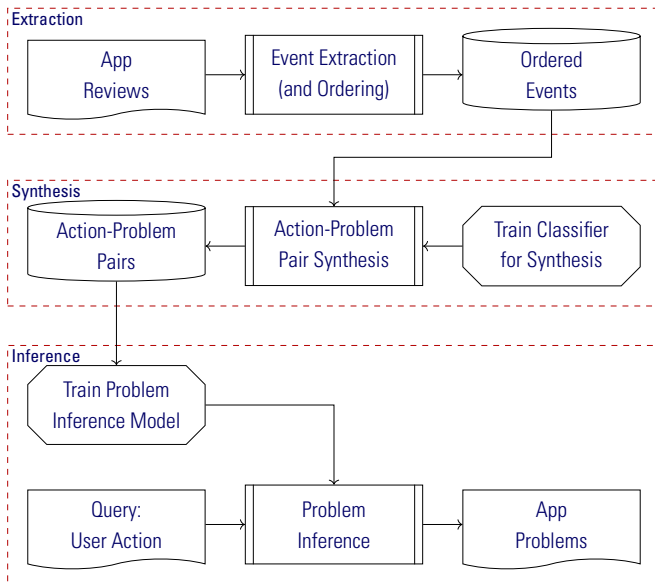 Extraction
App
Reviews
Event Extraction
(and Ordering)
Ordered
Events
Synthesis
Action-Problem
Pairs
Action-Problem
Pair Synthesis
Train Classifier
for Synthesis
Inference
Train Problem
Inference Model
Query:
User Action
Problem
Inference
App
Problems